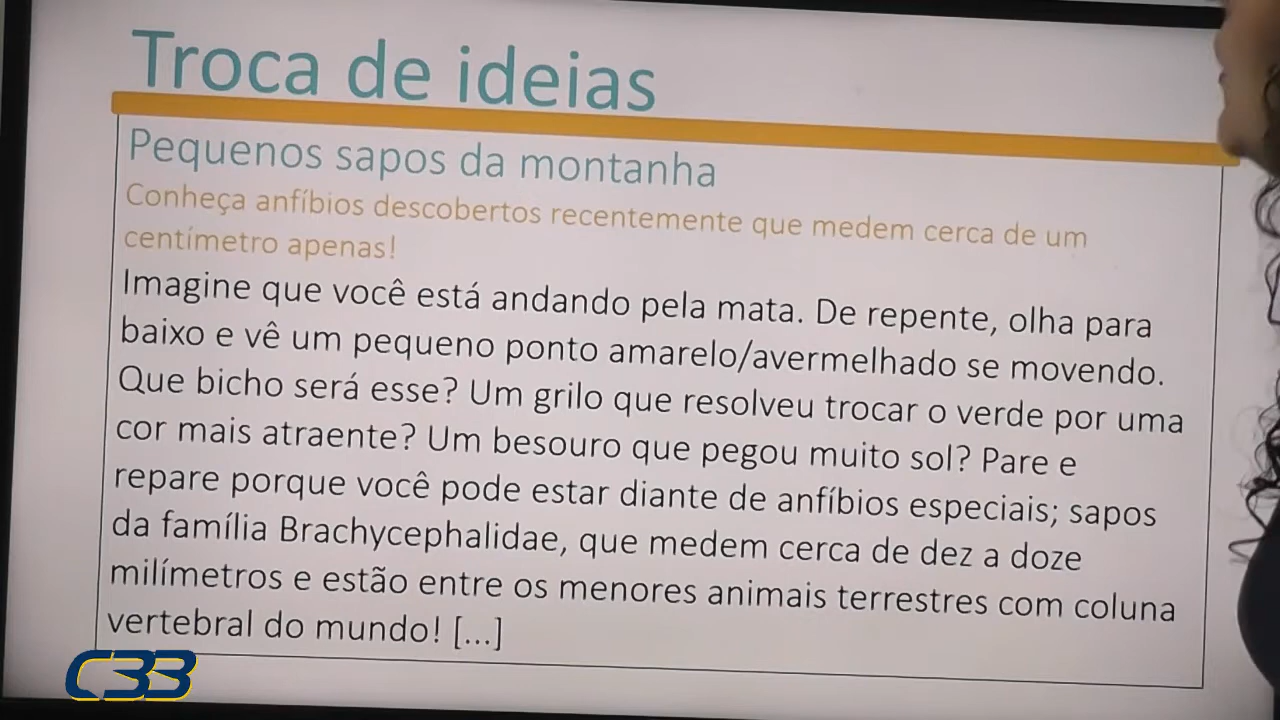 Troca de ideias
Pequenos sapos da montanha
Conheça anfíbios descobertos recentemente que medem cerca de um
centímetro apenas!
Imagine que você está andando pela mata. De repente, olha para
baixo e vê um pequeno ponto amarelo/avermelhado se movendo.
Que bicho será esse? Um grilo que resolveu trocar o verde por uma
cor mais atraente? Um besouro que pegou muito sol? Pare e
repare porque você pode estar diante de anfíbios especiais; sapos
da família Brachycephalidae, que medem cerca de dez a doze
milímetros e estão entre os menores animais terrestres com coluna
vertebral do mundo! [...]
C33